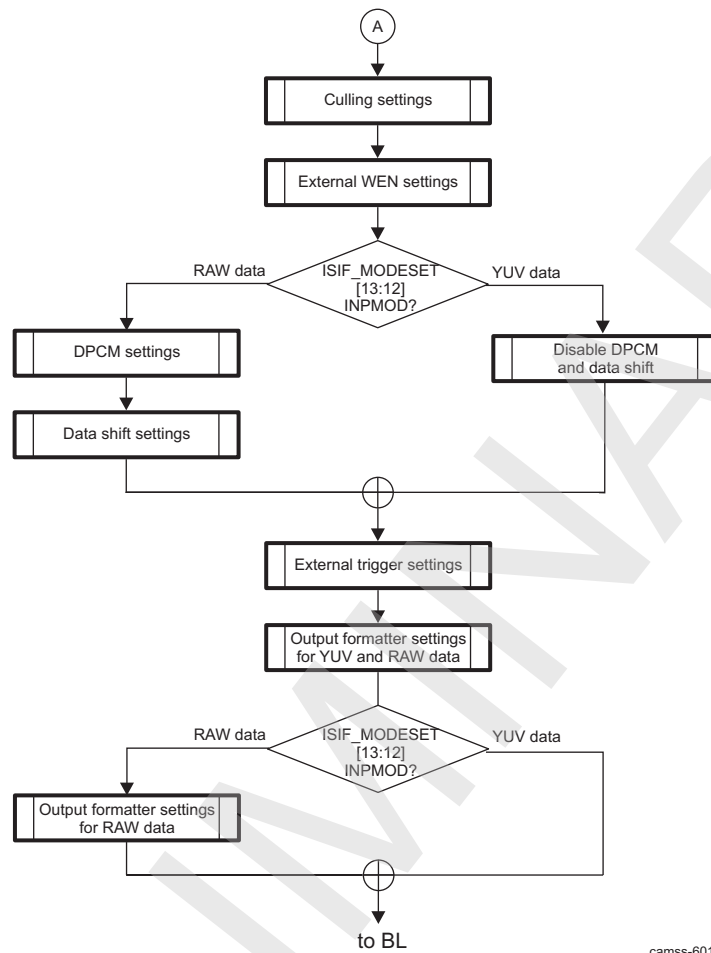 A
Culling settings
External WEN settings
RAW data
ISIF_MODESET
[13:12]
INPMOD?
YUV data
DPCM settings
Disable DPCM
and data shift
Data shift settings
External trigger settings
Output formatter settings
for YUV and RAW data
RAW data
ISIF_MODESET
[13:12]
INPMOD?
YUV data
Output formatter settings
for RAW data
to BL
camss-601